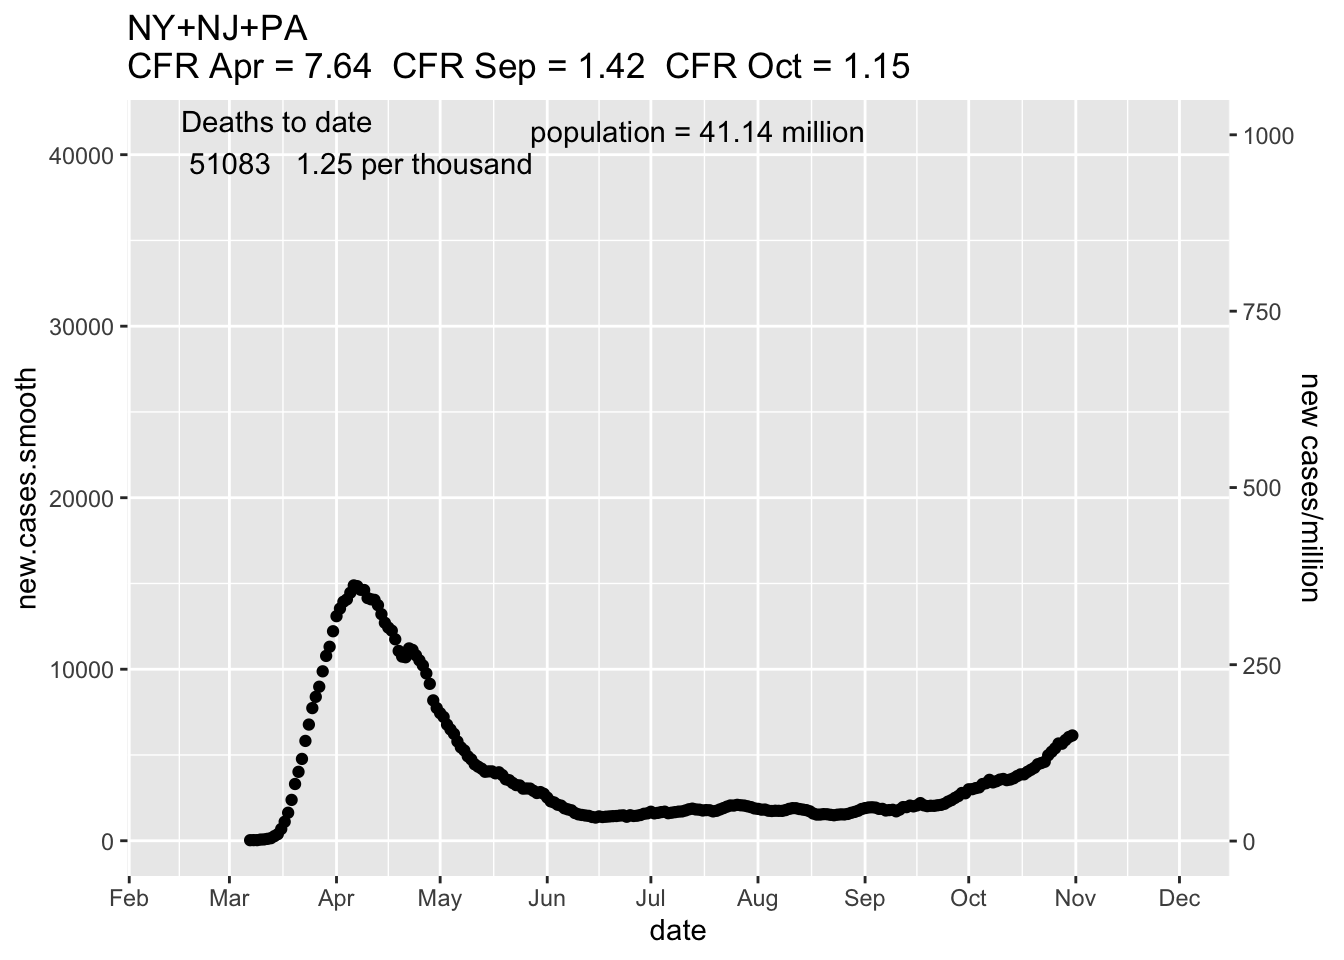 NY+NJ+PA
CFR Apr = 7.64  CFR Sep = 1.42  CFR Oct = 1.15
Deaths to date
51083   1.25 per thousand
population = 41.14 million
new.cases.smooth
40000
30000
20000
10000
0
1000
750
500
250
0
new cases/million
Feb Mar Apr May Jun Jul Aug Sep Oct Nov Dec
date